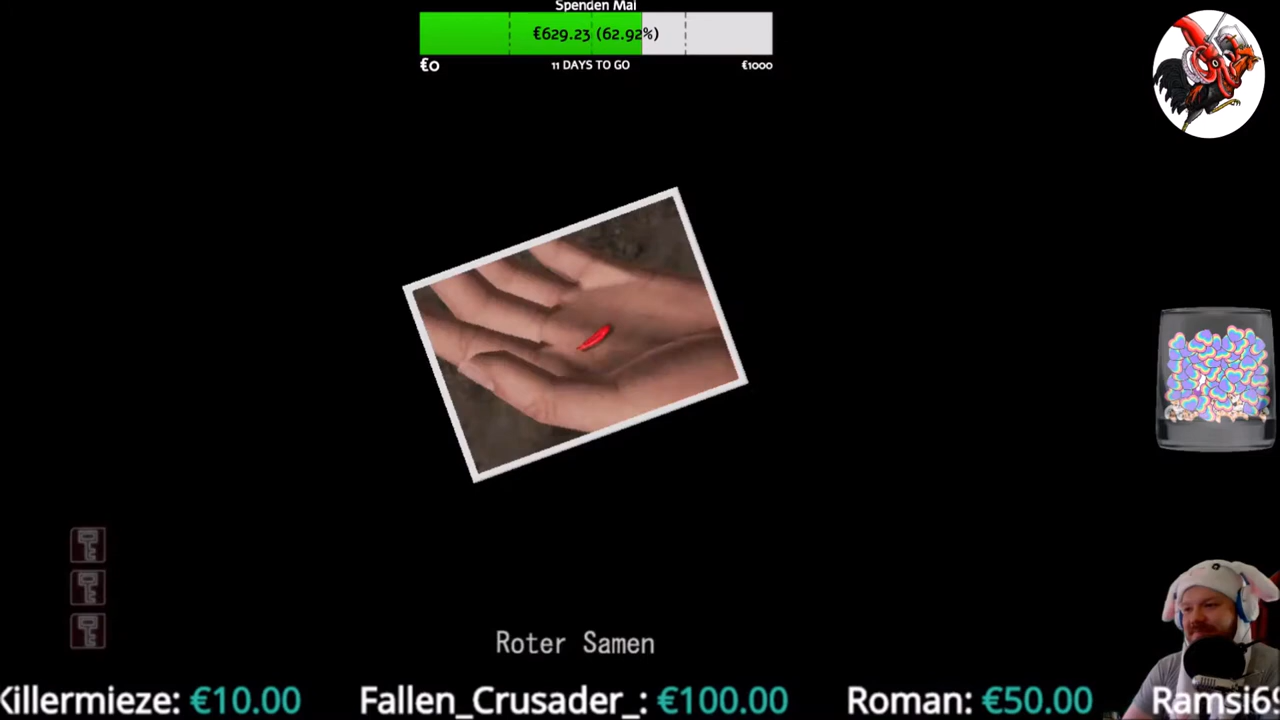 Spenden Mai
€629.23 (62.92%)
€0 11 DAYS TO GO €1000
Roter Samen
Killermieze: €10.00 Fallen_Crusader_: €100.00 Roman: €50.00 Ramsi69